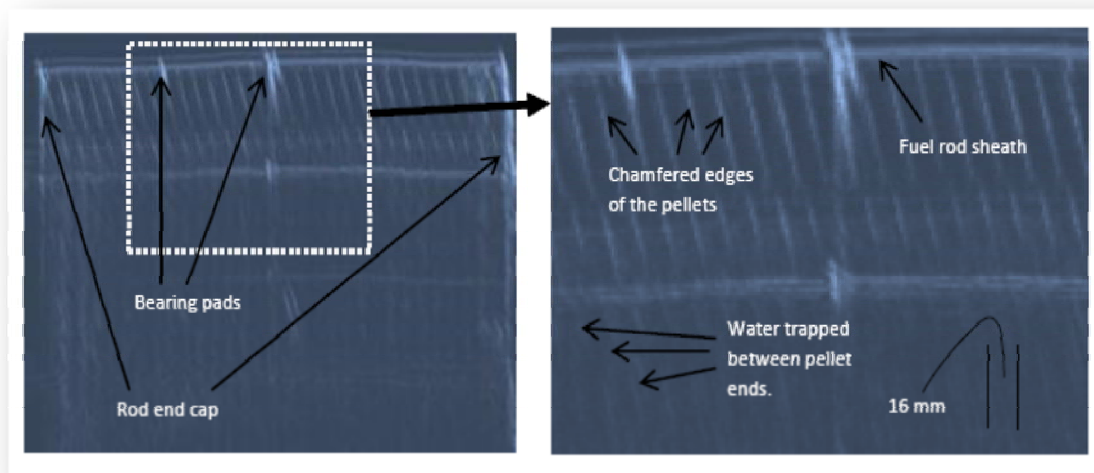 Bearing pads
Rod end cap
Fuel rod sheath
Chamfered edges
of the pellets
Water trapped
between pellet
ends.
16 mm